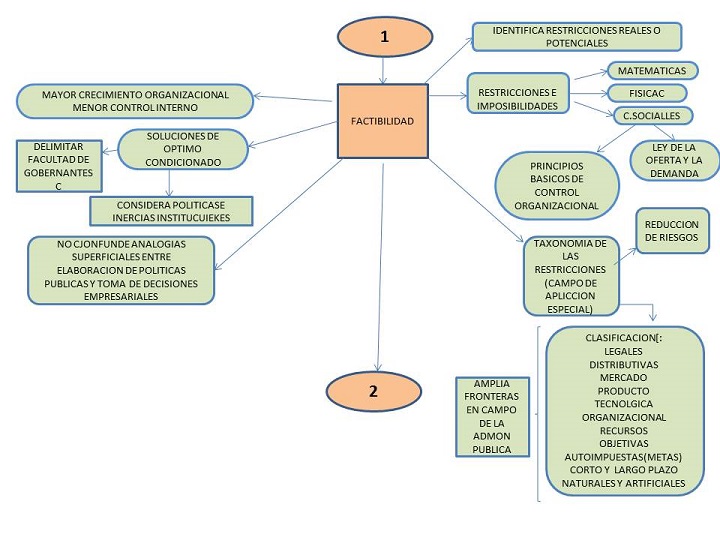 1
IDENTIFICA RESTRICCIONES REALES O
POTENCIALES
MAYOR CRECIMIENTO ORGANIZACIONAL
MENOR CONTROL INTERNO
FACTIBILIDAD
RESTRICCIONES E
IMPOSIBILIDADES
MATEMATICAS
FISICAC
C.SOCIALLES
DELIMITAR
FACULTAD DE
GOBERNANTES
C
SOLUCIONES DE
OPTIMO
CONDICIONADO
PRINCIPIOS
BASICOS DE
CONTROL
ORGANIZACIONAL
LEY DE LA
OFERTA Y LA
DEMANDA
CONSIDERA POLITICASE
INERCIAS INSTITUCUIEKES
NO CJONFUNDE ANALOGIAS
SUPERFICIALES ENTRE
ELABORACION DE POLITICAS
PUBLICAS Y TOMA DE DECISIONES
EMPRESARIALES
TAXONOMIA DE
LAS
RESTRICCIONES
(CAMPO DE
APLICCION
ESPECIAL)
REDUCCION
DE RIESGOS
2
AMPLIA
FRONTERAS
EN CAMPO
DE LA
ADMON
PUBLICA
CLASIFICACION[:
LEGALES
DISTRIBUTIVAS
MERCADO
PRODUCTO
TECNOLGICA
ORGANIZACIONAL
RECURSOS
OBJETIVAS
AUTOIMPUESTAS(METAS)
CORTO Y LARGO PLAZO
NATURALES Y ARTIFICIALES